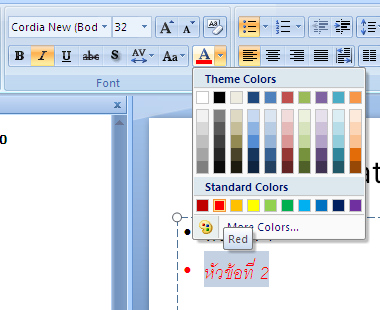 Cordia New (Bod 32 A A
B I U abc S AV Aa A
Font
Theme Colors
Standard Colors
More Colors...
Red
หัวข้อที่ 2